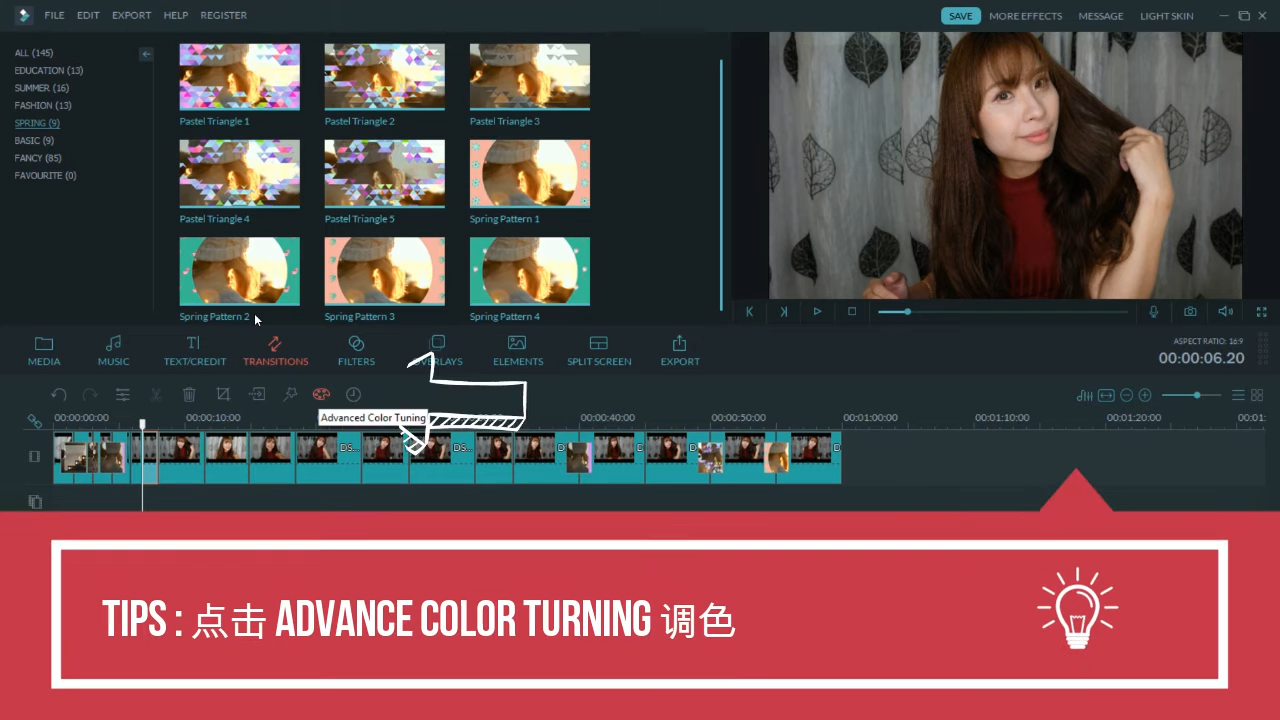 FILE EDIT EXPORT HELP REGISTER
SAVE MORE EFFECTS MESSAGE LIGHT SKIN
ALL (145)
EDUCATION (13)
SUMMER (16)
FASHION (13)
SPRING (9)
BASIC (9)
FANCY (85)
FAVOURITE (0)
Pastel Triangle 1 Pastel Triangle 2 Pastel Triangle 3
Pastel Triangle 4 Pastel Triangle 5 Spring Pattern 1
Spring Pattern 2 Spring Pattern 3 Spring Pattern 4
MEDIA MUSIC TEXT/CREDIT TRANSITIONS FILTERS OVERLAYS ELEMENTS SPLIT SCREEN EXPORT
ASPECT RATIO: 16:9
00:00:06.20
Advanced Color Tuning
00:00:00:00 00:00:10:00 00:00:40:00 00:00:50:00 00:01:00:00 00:01:10:00 00:01:20:00 00:01:
DS... DS... D D D D
TIPS : 点击 ADVANCE COLOR TURNING 调色